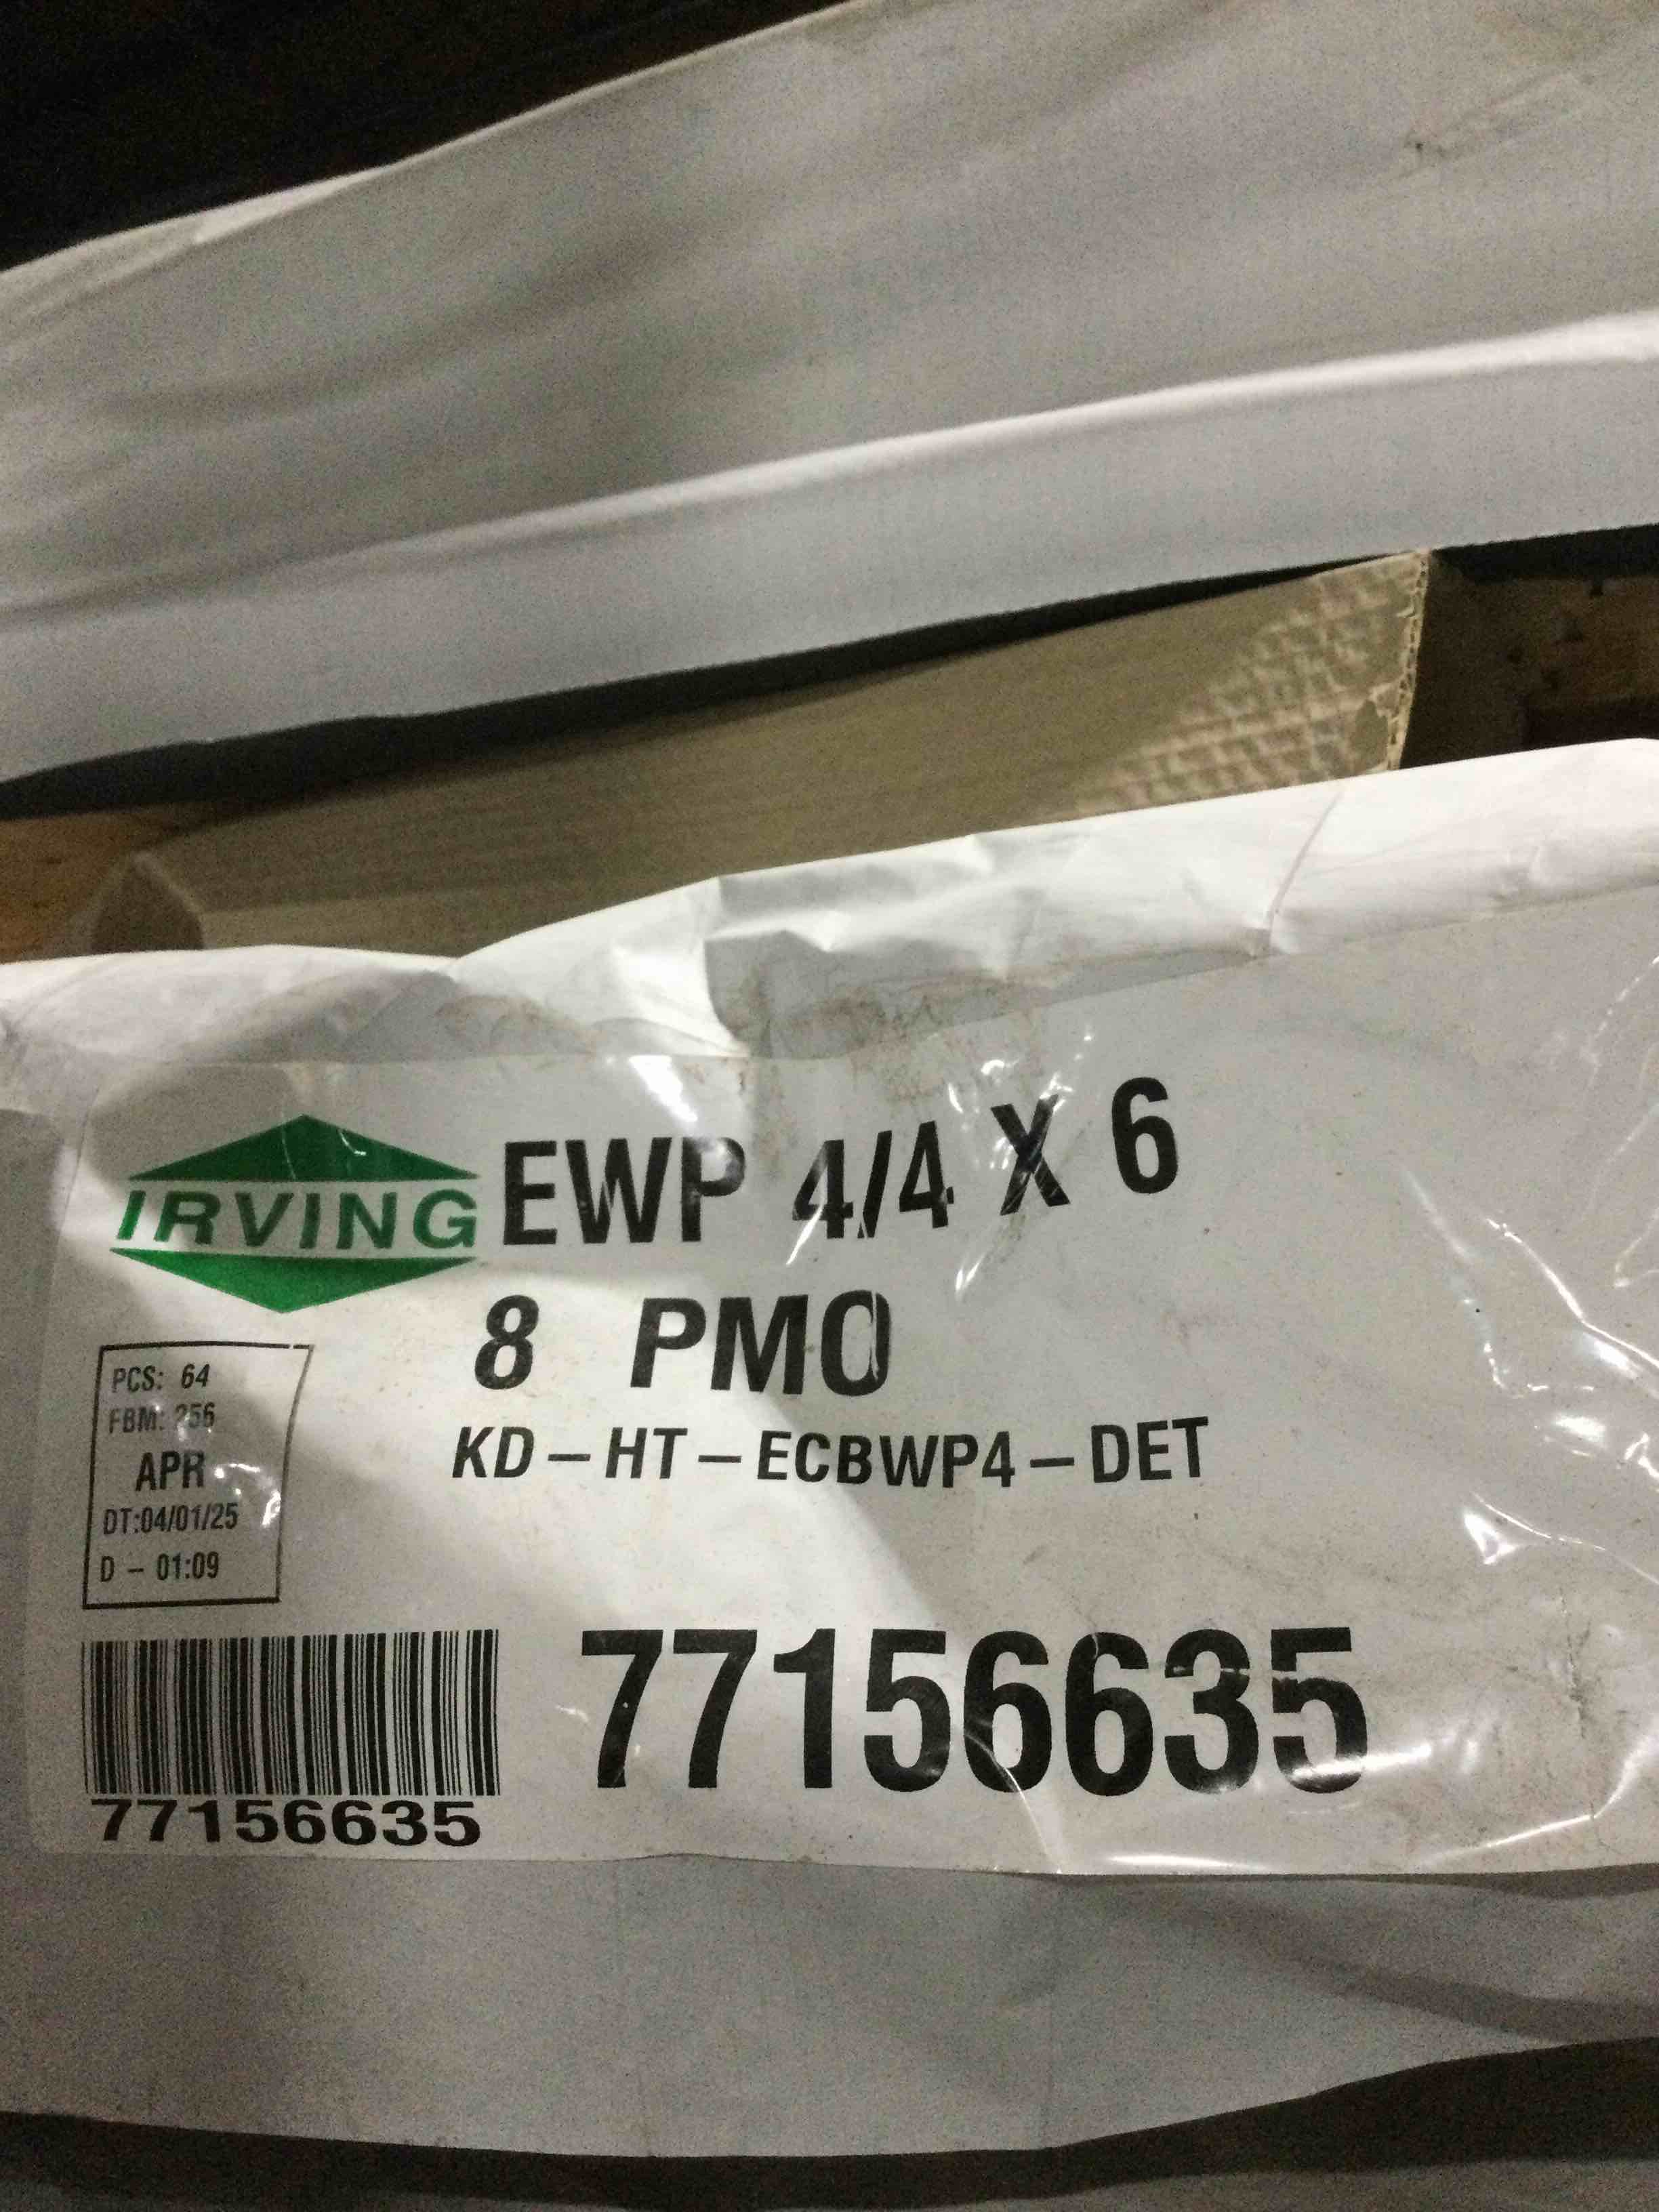 IRVING
EWP 4/4 X 6
8 PMO
KD-HT-ECBWP4-DET
PCS: 64
FBM: 256
APR
DT:04/01/25
D - 01:09
77156635
77156635